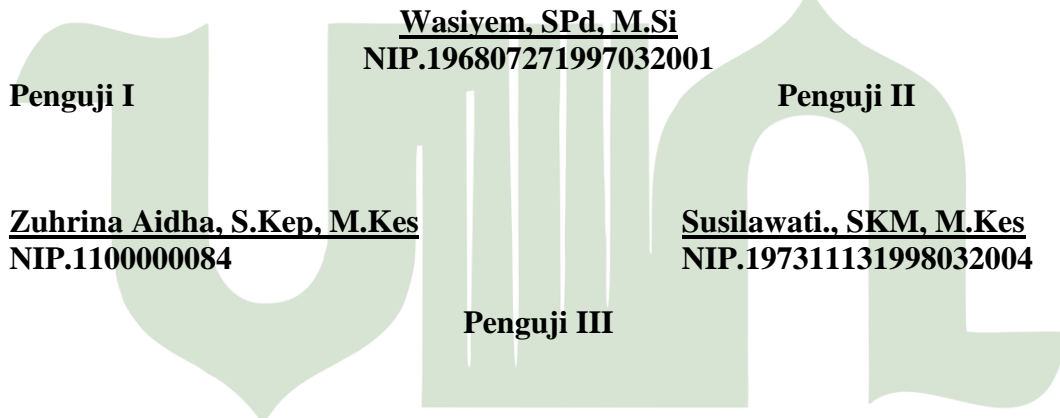 Wasiyem, SPd, M.Si
NIP.196807271997032001
Penguji I Penguji II
Zuhrina Aidha, S.Kep, M.Kes Susilawati., SKM, M.Kes
NIP.1100000084 NIP.197311131998032004
Penguji III